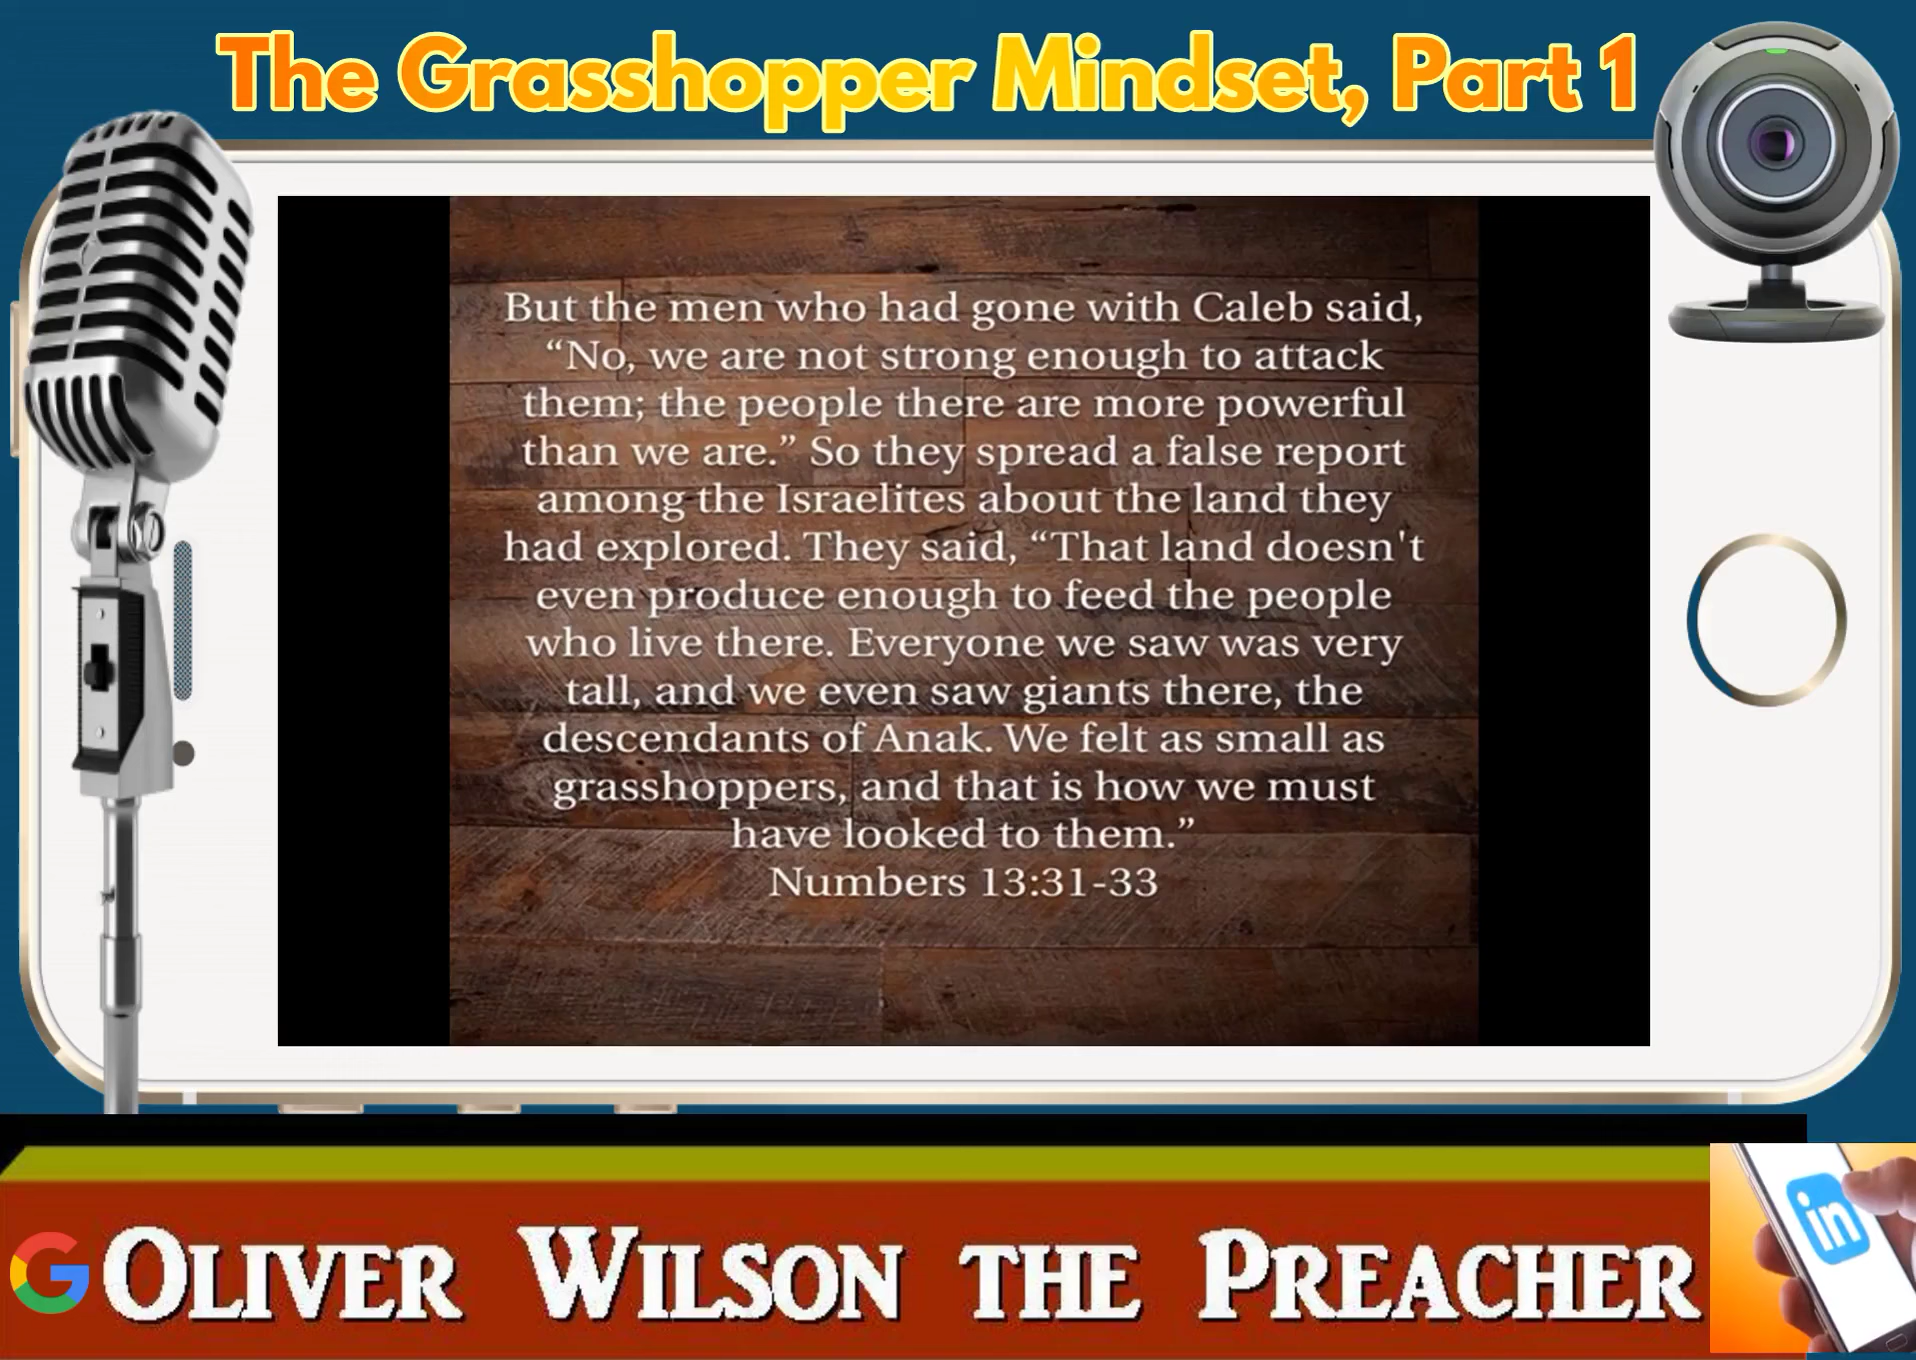 The Grasshopper Mindset, Part 1
But the men who had gone with Caleb said,
“No, we are not strong enough to attack
them; the people there are more powerful
than we are.” So they spread a false report
among the Israelites about the land they
had explored. They said, “That land doesn't
even produce enough to feed the people
who live there. Everyone we saw was very
tall, and we even saw giants there, the
descendants of Anak. We felt as small as
grasshoppers, and that is how we must
have looked to them.”
Numbers 13:31-33
G OLIVER WILSON THE PREACHER
in